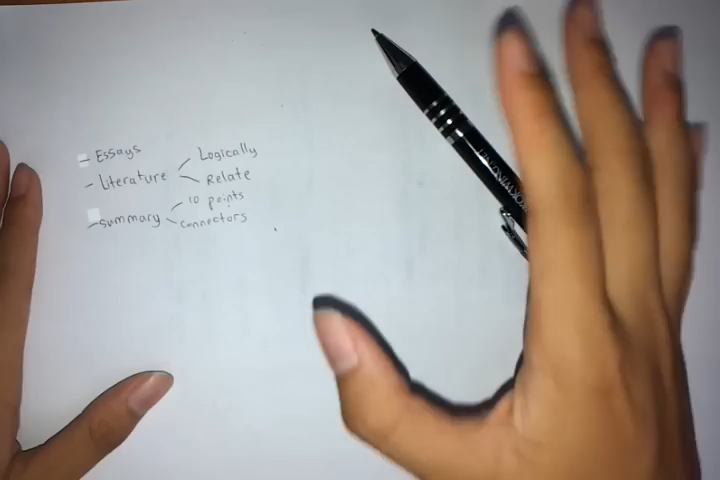 - Essays
- Literature < Logically
Relate
- Summary < 10 points
connectors